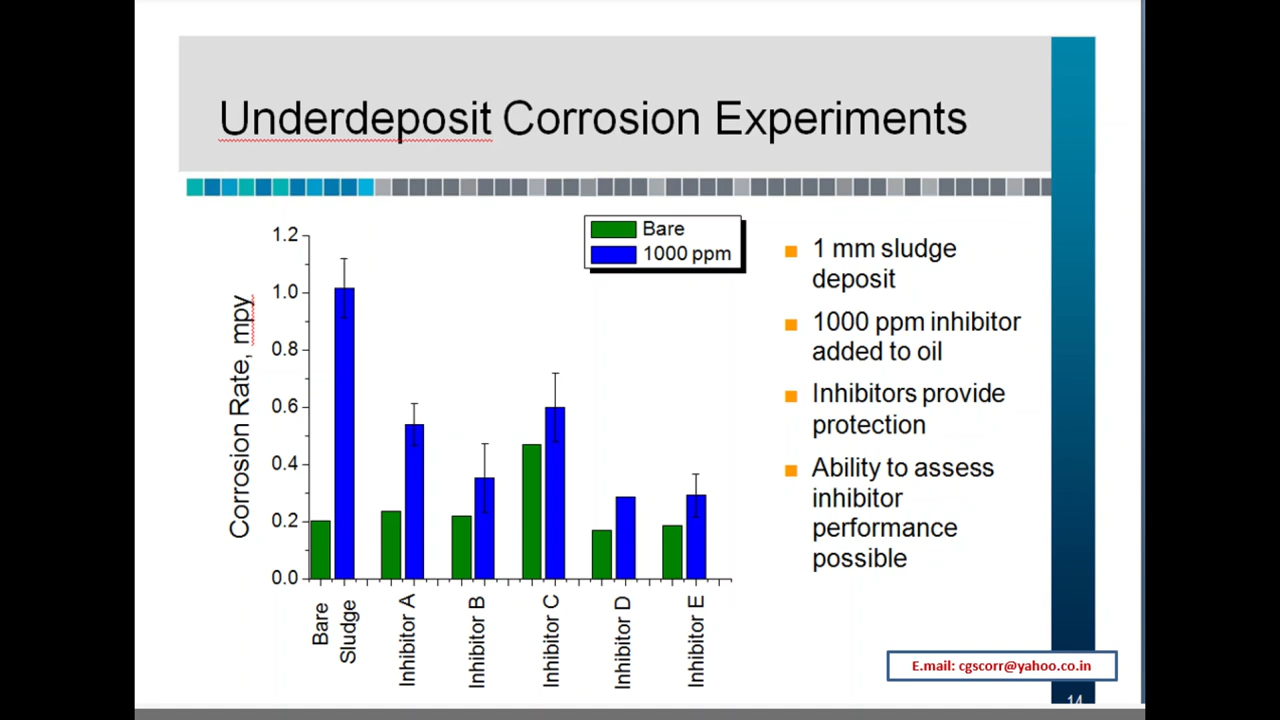 Underdeposit Corrosion Experiments
Bare
1000 ppm
1.2
1.0
0.8
0.6
0.4
0.2
0.0
Corrosion Rate, mpy
Bare
Sludge
Inhibitor A
Inhibitor B
Inhibitor C
Inhibitor D
Inhibitor E
1 mm sludge
deposit
1000 ppm inhibitor
added to oil
Inhibitors provide
protection
Ability to assess
inhibitor
performance
possible
E.mail: cgscorr@yahoo.co.in
14